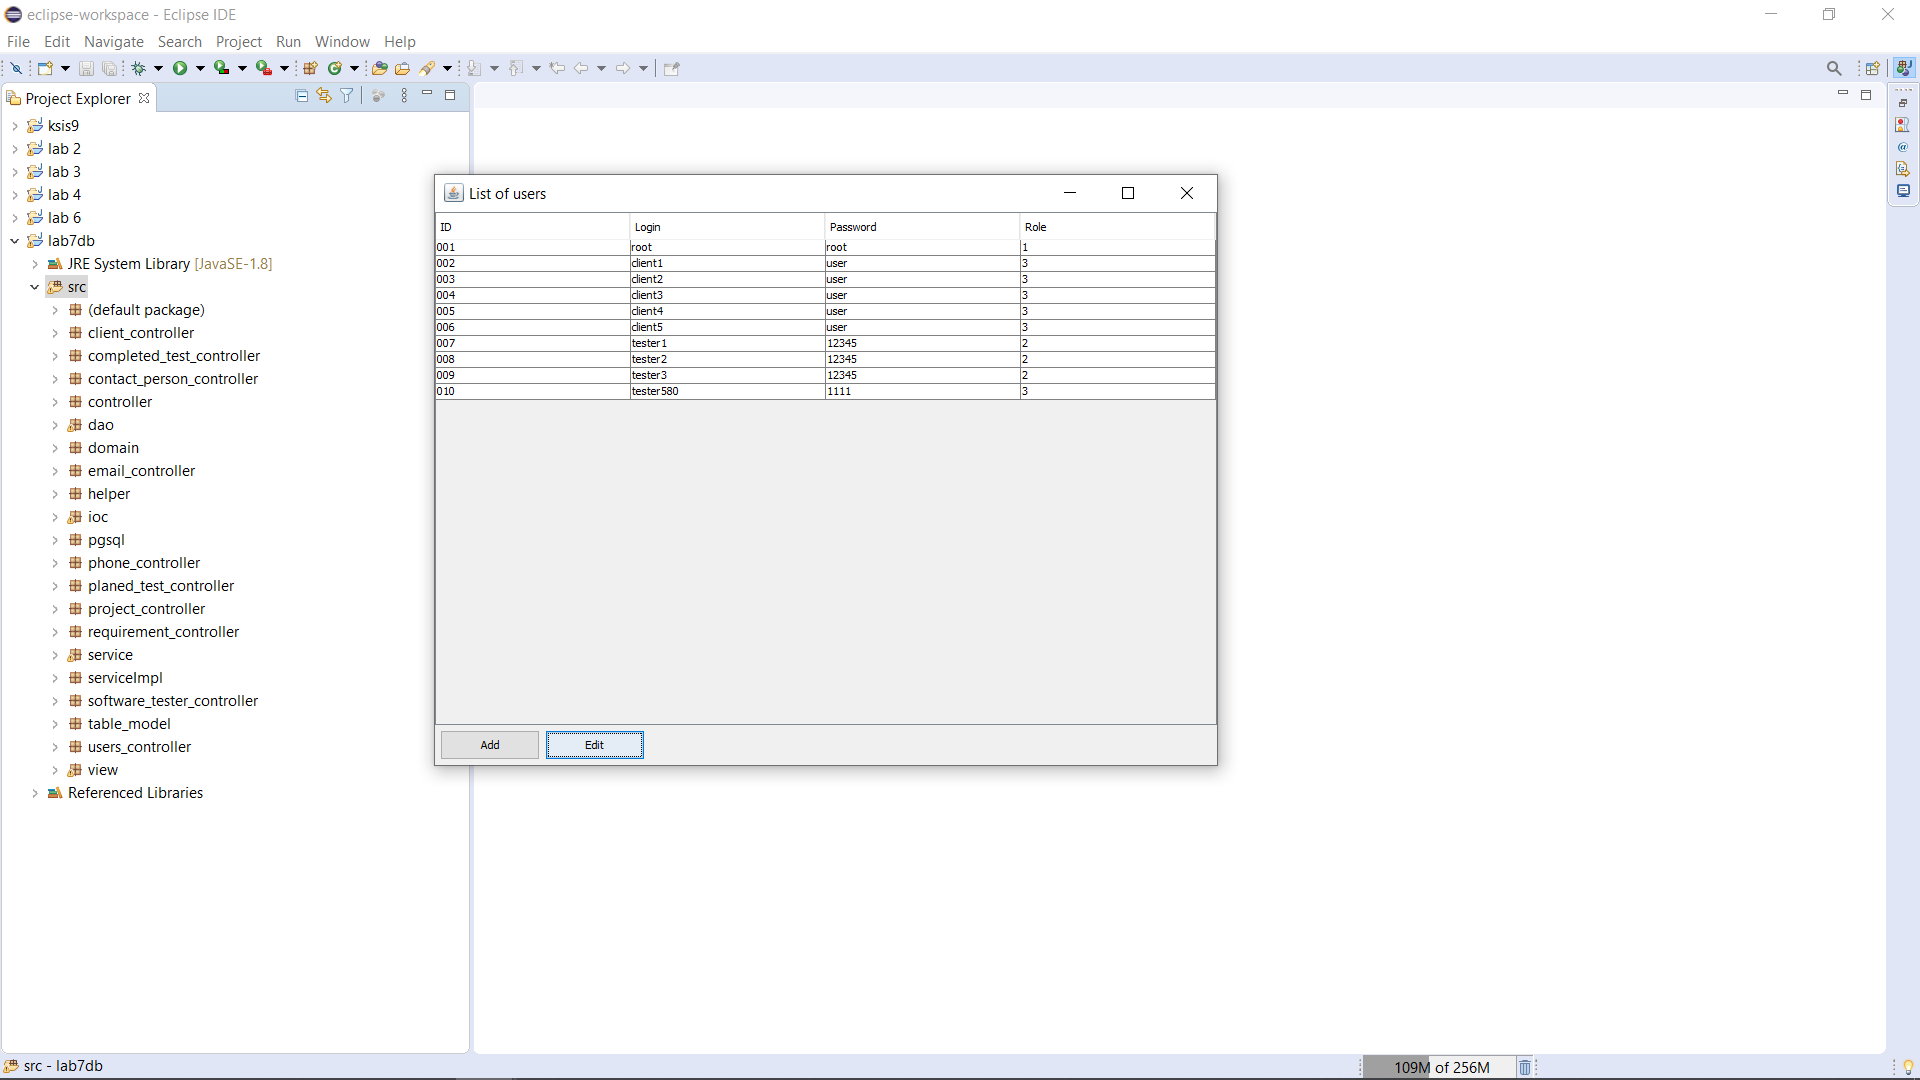 eclipse-workspace - Eclipse IDE
File Edit Navigate Search Project Run Window Help
Project Explorer
ksis9
lab 2
lab 3
lab 4
lab 6
lab7db
JRE System Library [JavaSE-1.8]
src
(default package)
client_controller
completed_test_controller
contact_person_controller
controller
dao
domain
email_controller
helper
ioc
pgsql
phone_controller
planed_test_controller
project_controller
requirement_controller
service
serviceImpl
software_tester_controller
table_model
users_controller
view
Referenced Libraries
List of users
ID Login Password Role
001 root root 1
002 client1 user 3
003 client2 user 3
004 client3 user 3
005 client4 user 3
006 client5 user 3
007 tester1 12345 2
008 tester2 12345 2
009 tester3 12345 2
010 tester580 1111 3
Add Edit
src - lab7db
109M of 256M